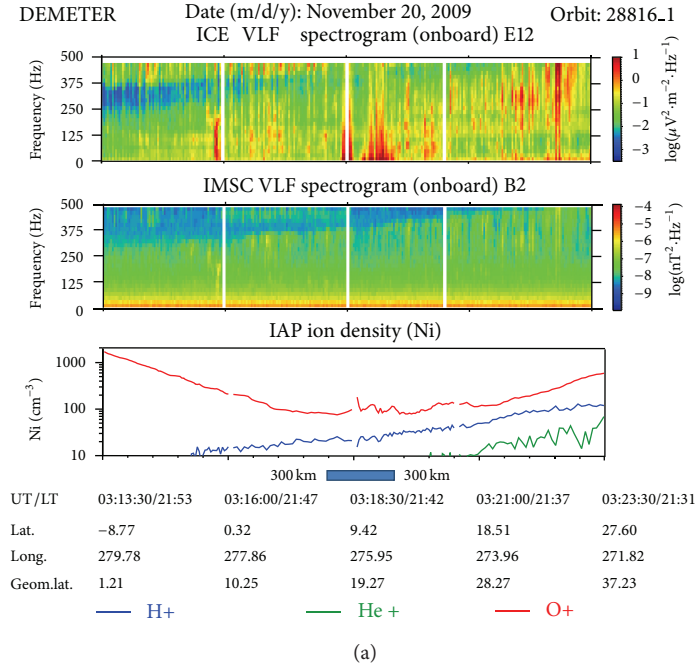 DEMETER Date (m/d/y): November 20, 2009 Orbit: 28816_1
ICE VLF spectrogram (onboard) E12
500
375
250
125
0
Frequency (Hz)
1
0
−1
−2
−3
log(μV²·m⁻²·Hz⁻¹)
IMSC VLF spectrogram (onboard) B2
500
375
250
125
0
Frequency (Hz)
−4
−5
−6
−7
−8
−9
log(nT²·Hz⁻¹)
IAP ion density (Ni)
1000
100
10
Ni (cm⁻³)
300 km 300 km
UT/LT 03:13:30/21:53 03:16:00/21:47 03:18:30/21:42 03:21:00/21:37 03:23:30/21:31
Lat. −8.77 0.32 9.42 18.51 27.60
Long. 279.78 277.86 275.95 273.96 271.82
Geom.lat. 1.21 10.25 19.27 28.27 37.23
H+ He + O+
(a)